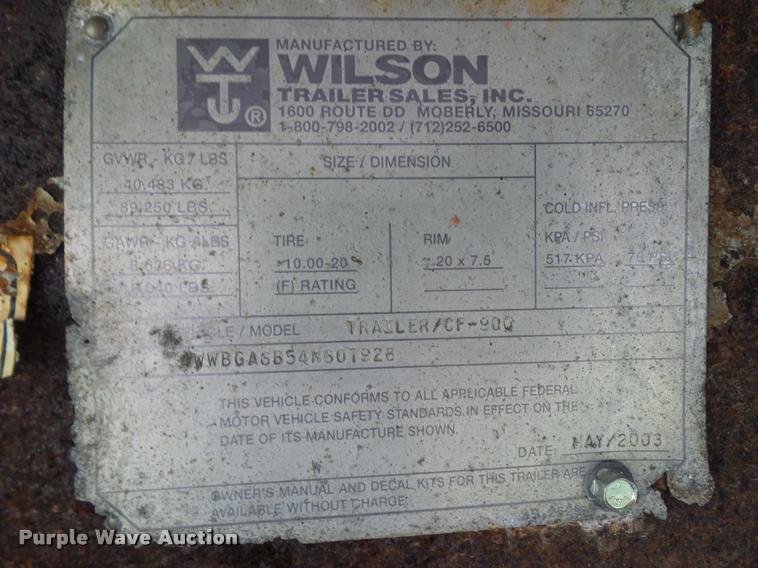 MANUFACTURED BY:
WTC ®
WILSON
TRAILER SALES, INC.
1600 ROUTE DD MOBERLY, MISSOURI 65270
1-800-798-2002 / (712)252-6500
GVWR - KG / LBS
40,483 KG
89,250 LBS
GAWR - KG / LBS
KG
LBS
SIZE / DIMENSION
TIRE
10.00-20
(F) RATING
RIM
20 x 7.5
COLD INFL. PRESS.
KPA / PSI
517 KPA 75 PSI
/ MODEL TRAILER/CF-900
THIS VEHICLE CONFORMS TO ALL APPLICABLE FEDERAL
MOTOR VEHICLE SAFETY STANDARDS IN EFFECT ON THE
DATE OF ITS MANUFACTURE SHOWN.
DATE: MAY/2003
OWNER'S MANUAL AND DECAL KITS FOR THIS TRAILER ARE
AVAILABLE WITHOUT CHARGE.
Purple Wave Auction